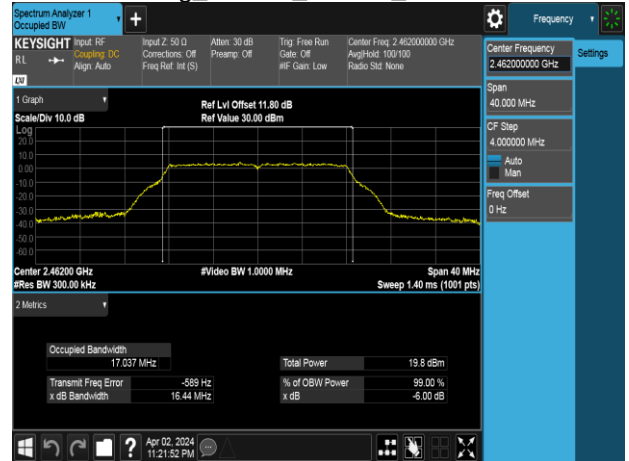 Spectrum Analyzer 1
Occupied BW
Frequency
KEYSIGHT
RL
LXI
Input: RF
Coupling: DC
Align: Auto
Input Z: 50 Ω
Corrections: Off
Freq Ref: Int (S)
Atten: 30 dB
Preamp: Off
Trig: Free Run
Gate: Off
#IF Gain: Low
Center Freq: 2.462000000 GHz
Avg|Hold: 100/100
Radio Std: None
Center Frequency
2.462000000 GHz
Settings
Span
40.000 MHz
CF Step
4.000000 MHz
Auto
Man
Freq Offset
0 Hz
1 Graph
Scale/Div 10.0 dB
Ref Lvl Offset 11.80 dB
Ref Value 30.00 dBm
Log
20.0
10.0
0.00
-10.0
-20.0
-30.0
-40.0
-50.0
-60.0
Center 2.46200 GHz
#Res BW 300.00 kHz
#Video BW 1.0000 MHz
Span 40 MHz
Sweep 1.40 ms (1001 pts)
2 Metrics
Occupied Bandwidth
17.037 MHz
Total Power 19.8 dBm
Transmit Freq Error -589 Hz
% of OBW Power 99.00 %
x dB Bandwidth 16.44 MHz
x dB -6.00 dB
?
Apr 02, 2024
11:21:52 PM